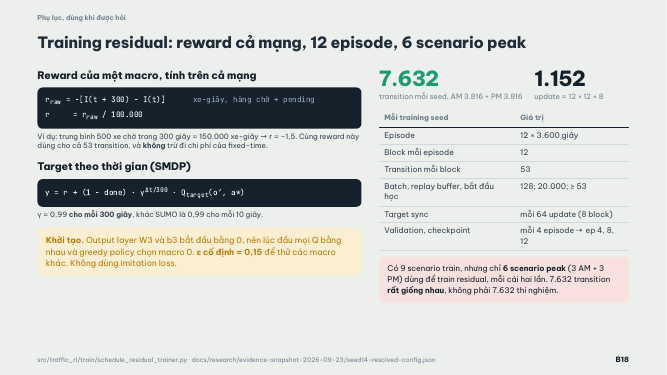 Phụ lục, dùng khi được hỏi
Training residual: reward cả mạng, 12 episode, 6 scenario peak
Reward của một macro, tính trên cả mạng
r_raw = -[I(t + 300) - I(t)] xe-giây, hàng chờ + pending
r = r_raw / 100.000
Ví dụ: trung bình 500 xe chờ trong 300 giây = 150.000 xe-giây → r = −1,5. Cùng reward này
dùng cho cả 53 transition, và không trừ đi chi phí của fixed-time.
Target theo thời gian (SMDP)
y = r + (1 - done) · γ^Δt/300 · Q_target(o′, a*)
γ = 0,99 cho mỗi 300 giây, khác SUMO là 0,99 cho mỗi 10 giây.
Khởi tạo. Output layer W3 và b3 bắt đầu bằng 0, nên lúc đầu mọi Q bằng
nhau và greedy policy chọn macro 0. ε cố định = 0,15 để thử các macro
khác. Không dùng imitation loss.
7.632
transition mỗi seed, AM 3.816 + PM 3.816
1.152
update = 12 × 12 × 8
Mỗi training seed Giá trị
Episode 12 × 3.600 giây
Block mỗi episode 12
Transition mỗi block 53
Batch, replay buffer, bắt đầu 128; 20.000; ≥ 53
học
Target sync mỗi 64 update (8 block)
Validation, checkpoint mỗi 4 episode → ep 4, 8,
12
Có 9 scenario train, nhưng chỉ 6 scenario peak (3 AM + 3
PM) dùng để train residual, mỗi cái hai lần. 7.632 transition
rất giống nhau, không phải 7.632 thí nghiệm.
src/traffic_rl/train/schedule_residual_trainer.py · docs/research/evidence-snapshot-2026-09-23/seed14-resolved-config.json
B18